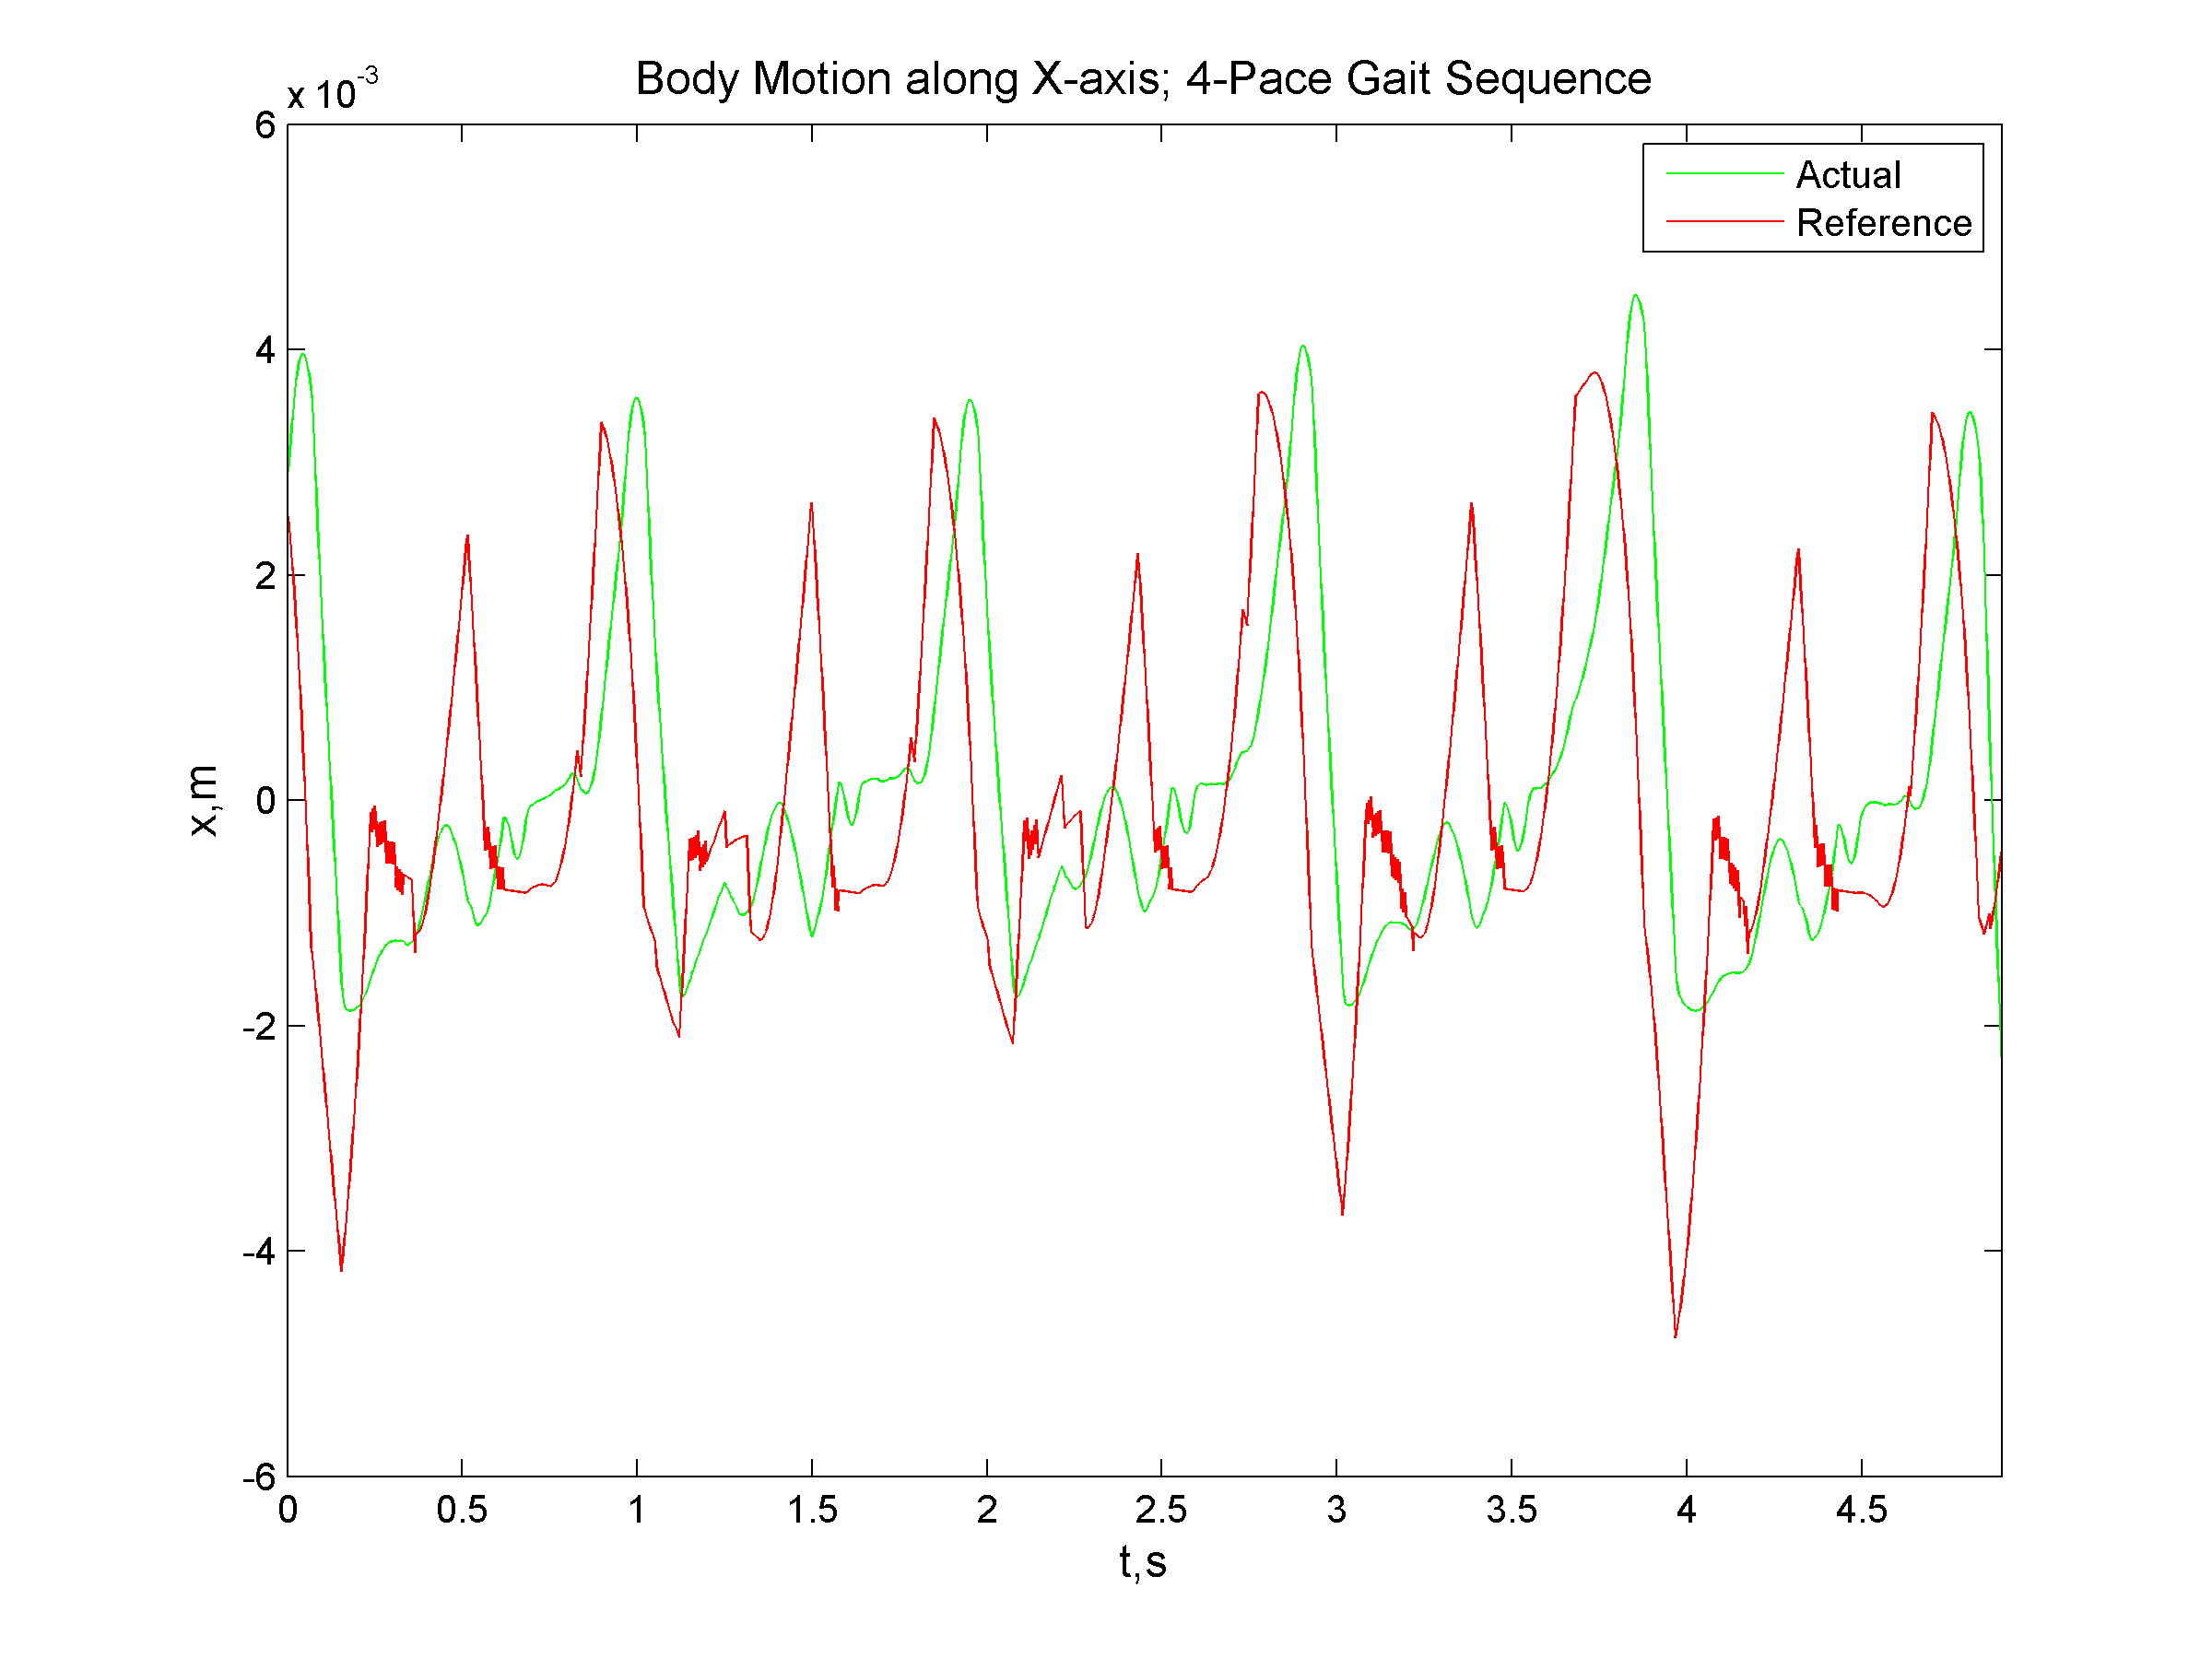 Body Motion along X-axis; 4-Pace Gait Sequence
x 10-3
6
4
2
0
-2
-4
-6
x,m
Actual
Reference
0 0.5 1 1.5 2 2.5 3 3.5 4 4.5
t,s